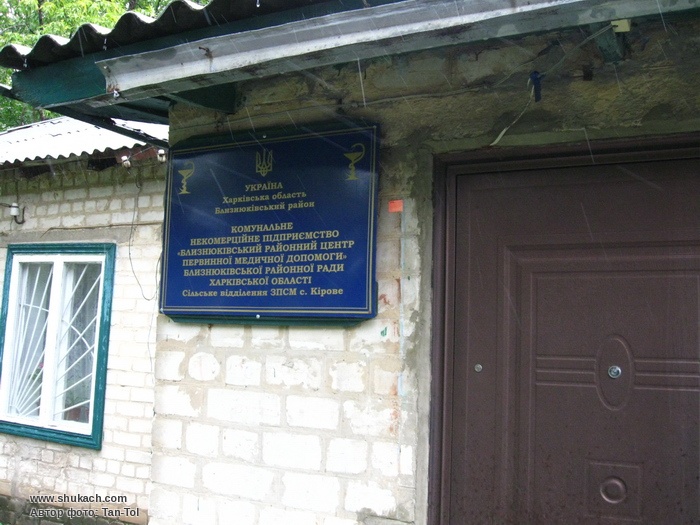 УКРАЇНА
Харківська область
Близнюківський район
КОМУНАЛЬНЕ
НЕКОМЕРЦІЙНЕ ПІДПРИЄМСТВО
«БЛИЗНЮКІВСЬКИЙ РАЙОННИЙ ЦЕНТР
ПЕРВИННОЇ МЕДИЧНОЇ ДОПОМОГИ»
БЛИЗНЮКІВСЬКОЇ РАЙОННОЇ РАДИ
ХАРКІВСЬКОЇ ОБЛАСТІ
Сільське відділення ЗПСМ с. Кірове
www.shukach.com
Автор фото: Tan-Tol